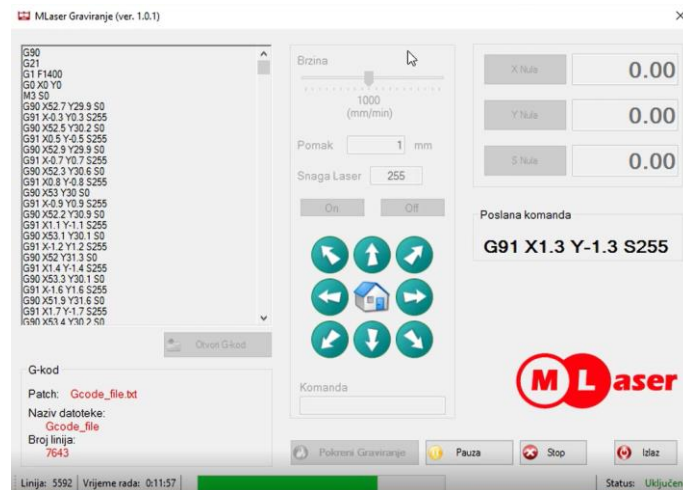 MLaser Graviranje (ver. 1.0.1)
G90
G21
G1 F1400
G0 X0 Y0
M3 S0
G90 X52.7 Y29.9 S0
G91 X-0.3 Y0.3 S255
G90 X52.5 Y30.2 S0
G91 X0.5 Y-0.5 S255
G90 X52.9 Y29.9 S0
G91 X-0.7 Y0.7 S255
G90 X52.3 Y30.6 S0
G91 X0.8 Y-0.8 S255
G90 X53 Y30 S0
G91 X-0.9 Y0.9 S255
G90 X52.2 Y30.9 S0
G91 X1.1 Y-1.1 S255
G90 X53.1 Y30.1 S0
G91 X-1.2 Y1.2 S255
G90 X52 Y31.3 S0
G91 X1.4 Y-1.4 S255
G90 X53.3 Y30.1 S0
G91 X-1.6 Y1.6 S255
G90 X51.9 Y31.6 S0
G91 X1.7 Y-1.7 S255
G90 X53.4 Y30.2 S0
Otvori G-kod
G-kod
Patch: Gcode_file.txt
Naziv datoteke:
Gcode_file
Broj linija:
7643
Brzina
1000
(mm/min)
Pomak 1 mm
Snaga Laser 255
On Off
Komanda
X Nula 0.00
Y Nula 0.00
S Nula 0.00
Poslana komanda
G91 X1.3 Y-1.3 S255
MLaser
Pokreni Graviranje Pauza Stop Izlaz
Linija: 5592 Vrijeme rada: 0:11:57 Status: Uključen